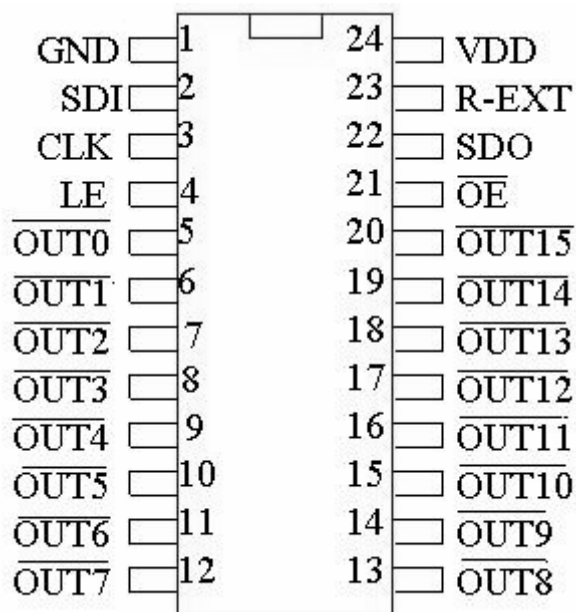 GND 1 24 VDD
SDI 2 23 R-EXT
CLK 3 22 SDO
LE 4 21 OE
OUT0 5 20 OUT15
OUT1 6 19 OUT14
OUT2 7 18 OUT13
OUT3 8 17 OUT12
OUT4 9 16 OUT11
OUT5 10 15 OUT10
OUT6 11 14 OUT9
OUT7 12 13 OUT8